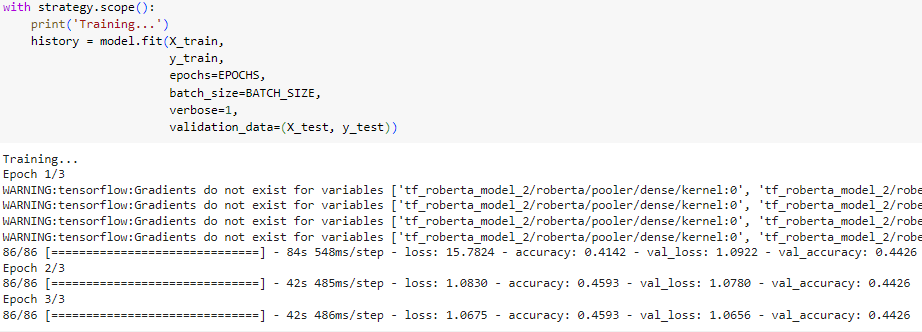 with strategy.scope():
    print('Training...')
    history = model.fit(X_train,
                        y_train,
                        epochs=EPOCHS,
                        batch_size=BATCH_SIZE,
                        verbose=1,
                        validation_data=(X_test, y_test))
Training...
Epoch 1/3
WARNING:tensorflow:Gradients do not exist for variables ['tf_roberta_model_2/roberta/pooler/dense/kernel:0', 'tf_roberta_model_2/robe
WARNING:tensorflow:Gradients do not exist for variables ['tf_roberta_model_2/roberta/pooler/dense/kernel:0', 'tf_roberta_model_2/robe
WARNING:tensorflow:Gradients do not exist for variables ['tf_roberta_model_2/roberta/pooler/dense/kernel:0', 'tf_roberta_model_2/robe
WARNING:tensorflow:Gradients do not exist for variables ['tf_roberta_model_2/roberta/pooler/dense/kernel:0', 'tf_roberta_model_2/robe
86/86 [==============================] - 84s 548ms/step - loss: 15.7824 - accuracy: 0.4142 - val_loss: 1.0922 - val_accuracy: 0.4426
Epoch 2/3
86/86 [==============================] - 42s 485ms/step - loss: 1.0830 - accuracy: 0.4593 - val_loss: 1.0780 - val_accuracy: 0.4426
Epoch 3/3
86/86 [==============================] - 42s 486ms/step - loss: 1.0675 - accuracy: 0.4593 - val_loss: 1.0656 - val_accuracy: 0.4426